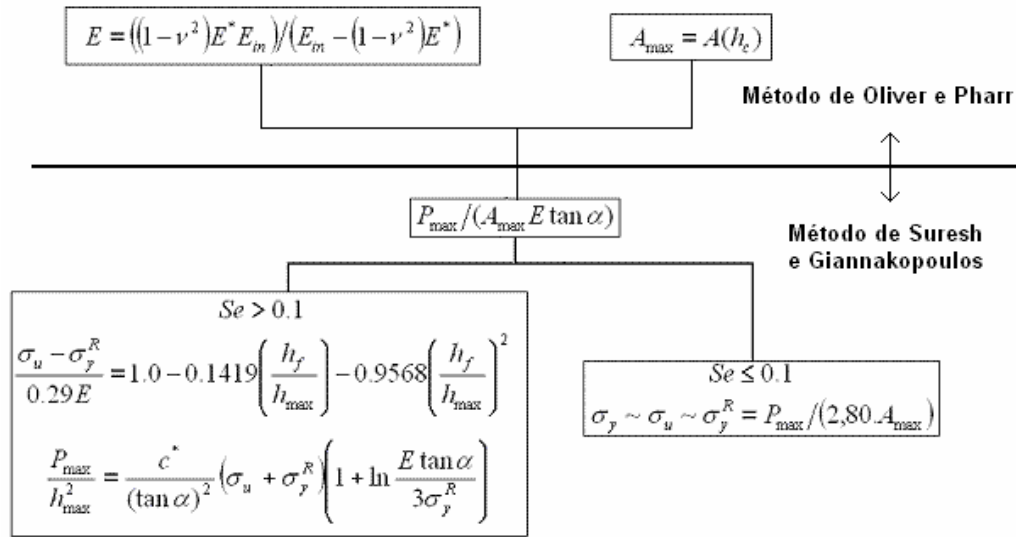 E = ((1−ν²)E*E_in)/(E_in −(1−ν²)E*)
A_max = A(h_c)
Método de Oliver e Pharr
P_max/(A_max E tan α)
Método de Suresh
e Giannakopoulos
Se > 0.1
(σ_u − σ_y^R)/(0.29E) = 1.0 − 0.1419(h_f/h_max) − 0.9568(h_f/h_max)²
P_max/h_max² = c*/(tan α)² (σ_u + σ_y^R)(1 + ln (E tan α)/(3σ_y^R))
Se ≤ 0.1
σ_y ~ σ_u ~ σ_y^R = P_max/(2,80.A_max)